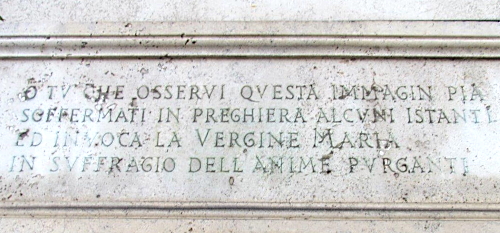 O TV CHE OSSERVI QVESTA IMMAGIN PIA
SOFFERMATI IN PREGHIERA ALCVNI ISTANTI
ED INVOCA LA VERGINE MARIA
IN SVFFRAGIO DELL'ANIME PVRGANTI